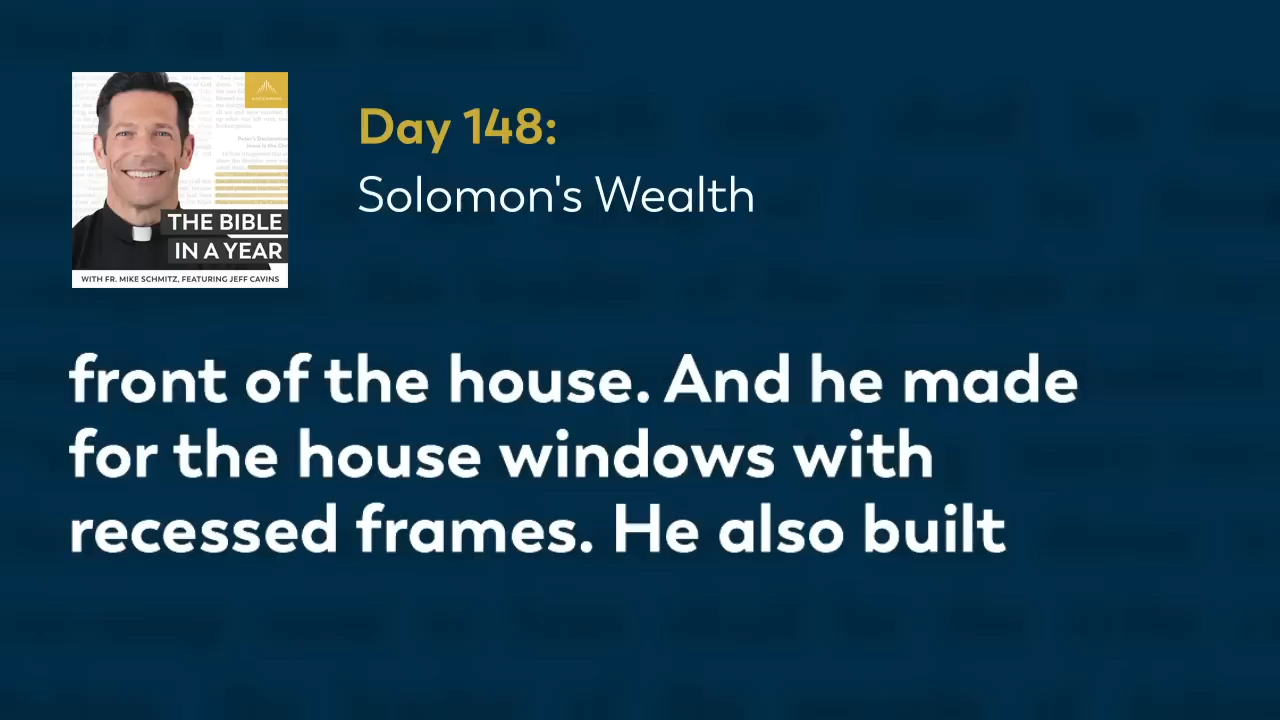 Day 148:
Solomon's Wealth
THE BIBLE
IN A YEAR
WITH FR. MIKE SCHMITZ, FEATURING JEFF CAVINS
front of the house. And he made
for the house windows with
recessed frames. He also built